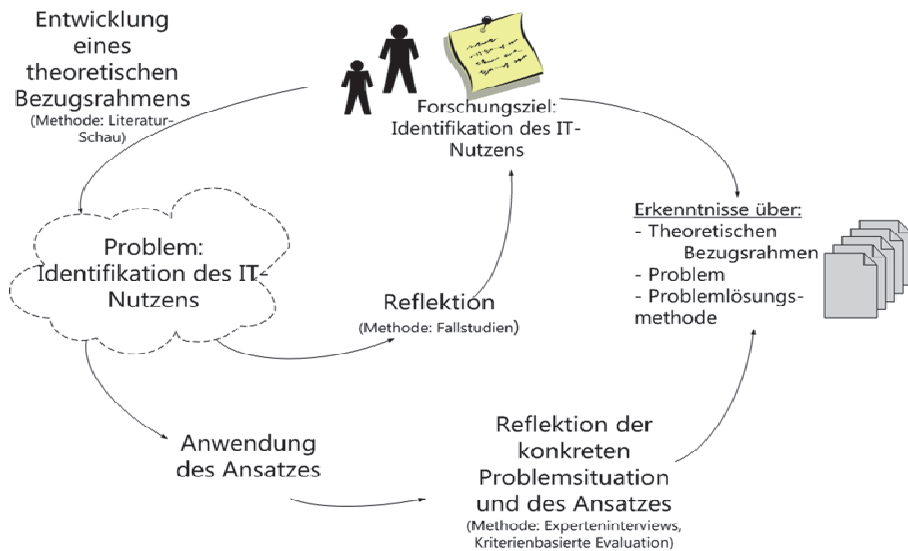 Entwicklung
eines
theoretischen
Bezugsrahmens
(Methode: Literatur-
Schau)
Forschungsziel:
Identifikation des IT-
Nutzens
Problem:
Identifikation des IT-
Nutzens
Reflektion
(Methode: Fallstudien)
Erkenntnisse über:
- Theoretischen
Bezugsrahmen
- Problem
- Problemlösungs-
methode
Anwendung
des Ansatzes
Reflektion der
konkreten
Problemsituation
und des Ansatzes
(Methode: Experteninterviews,
Kriterienbasierte Evaluation)